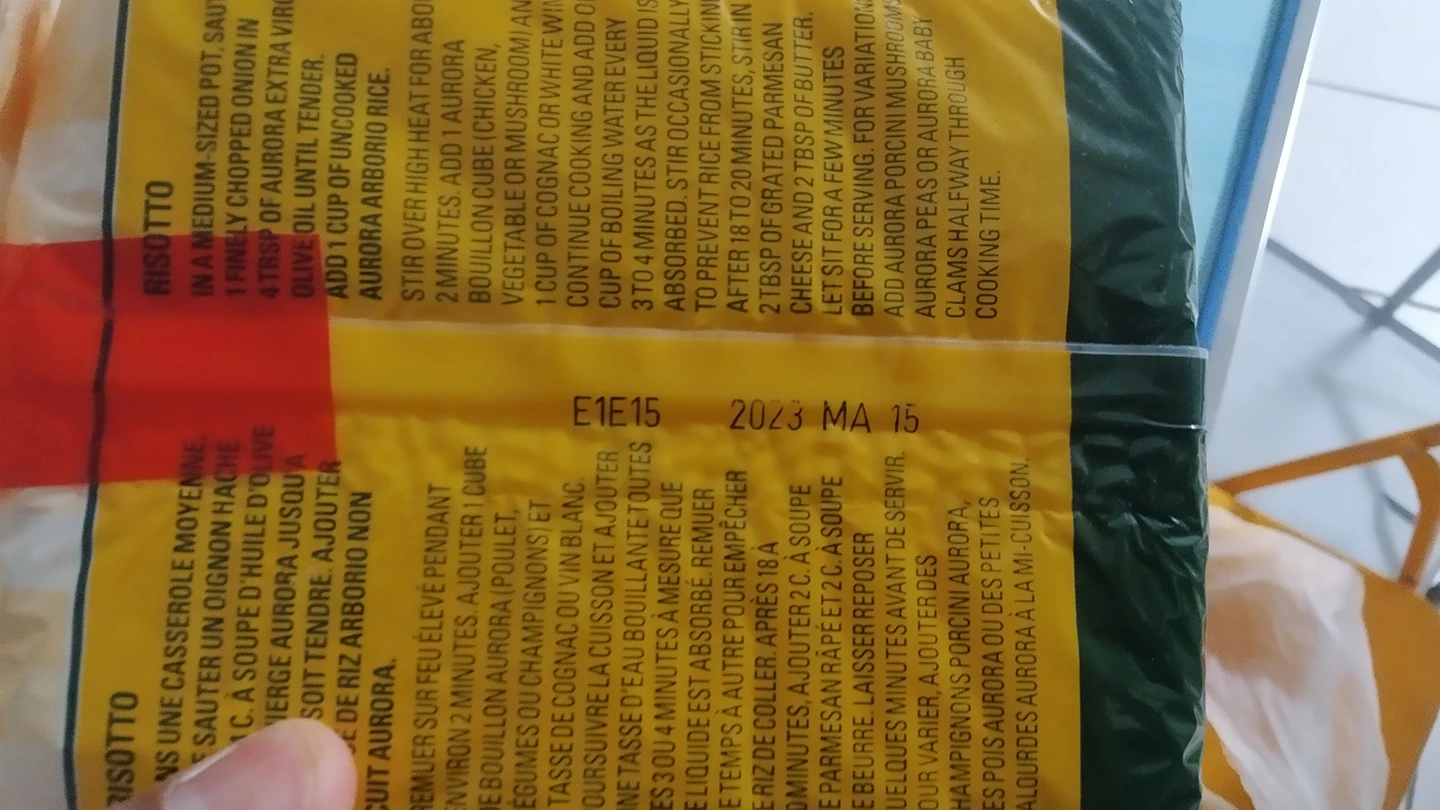 RISOTTO
IN A MEDIUM-SIZED POT,
1 FINELY CHOPPED ONION IN
4 TBSP OF AURORA EXTRA
OLIVE OIL UNTIL TENDER.
ADD 1 CUP OF UNCOOKED
AURORA ARBORIO RICE.
STIR OVER HIGH HEAT FOR
2 MINUTES. ADD 1 AURORA
BOUILLON CUBE (CHICKEN,
VEGETABLE OR MUSHROOM)
1 CUP OF COGNAC OR WHITE
CONTINUE COOKING AND ADD
CUP OF BOILING WATER EVERY
3 TO 4 MINUTES AS THE LIQUID IS
ABSORBED. STIR OCCASIONALLY
TO PREVENT RICE FROM
AFTER 18 TO 20 MINUTES, STIR IN
2 TBSP OF GRATED PARMESAN
CHEESE AND 2 TBSP OF BUTTER.
LET SIT FOR A FEW MINUTES
BEFORE SERVING. FOR
ADD AURORA PORCINI MUSHROOMS
AURORA PEAS OR AURORA BABY
CLAMS HALFWAY THROUGH
COOKING TIME.
E1E15 2023 MA 15
RISOTTO
UNE CASSEROLE MOYENNE,
SAUTER UN OIGNON HACHÉ
C. À SOUPE D'HUILE D'OLIVE
VIERGE AURORA JUSQU'À
SOIT TENDRE. AJOUTER
DE RIZ ARBORIO NON
CUIT AURORA.
REMUER SUR FEU ÉLEVÉ PENDANT
ENVIRON 2 MINUTES. AJOUTER 1 CUBE
DE BOUILLON AURORA (POULET,
LÉGUMES OU CHAMPIGNONS) ET
TASSE DE COGNAC OU VIN BLANC.
POURSUIVRE LA CUISSON ET AJOUTER
UNE TASSE D'EAU BOUILLANTE TOUTES
LES 3 OU 4 MINUTES À MESURE QUE
LE LIQUIDE EST ABSORBÉ. REMUER
TEMPS À AUTRE POUR EMPÊCHER
LE RIZ DE COLLER. APRÈS 18 À
MINUTES, AJOUTER 2 C. À SOUPE
DE PARMESAN RÂPÉ ET 2 C. À SOUPE
DE BEURRE. LAISSER REPOSER
QUELQUES MINUTES AVANT DE SERVIR.
POUR VARIER, AJOUTER DES
CHAMPIGNONS PORCINI AURORA,
DES POIS AURORA OU DES PETITES
PALOURDES AURORA À LA MI-CUISSON.